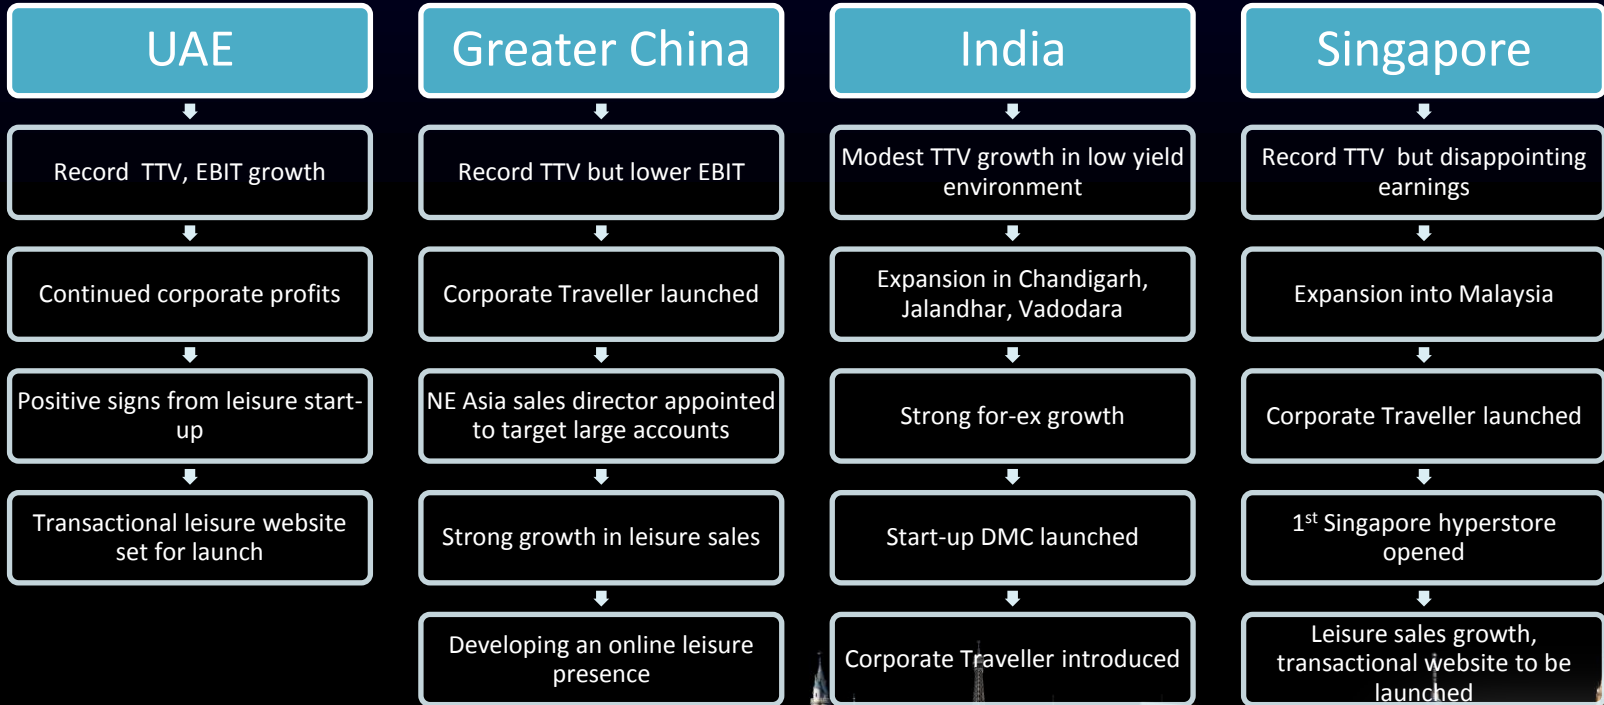 UAE
Record TTV, EBIT growth
Continued corporate profits
Positive signs from leisure start-
up
Transactional leisure website
set for launch
Greater China
Record TTV but lower EBIT
Corporate Traveller launched
NE Asia sales director appointed
to target large accounts
Strong growth in leisure sales
Developing an online leisure
presence
India
Modest TTV growth in low yield
environment
Expansion in Chandigarh,
Jalandhar, Vadodara
Strong for-ex growth
Start-up DMC launched
Corporate Traveller introduced
Singapore
Record TTV but disappointing
earnings
Expansion into Malaysia
Corporate Traveller launched
1st Singapore hyperstore
opened
Leisure sales growth,
transactional website to be
launched